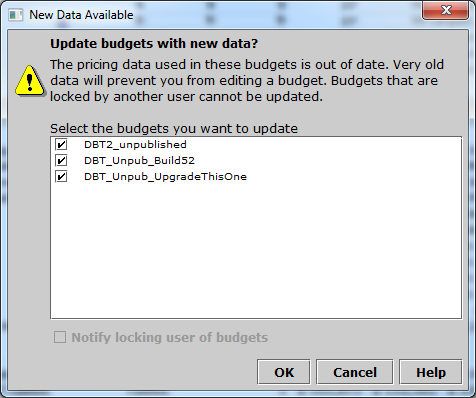 New Data Available
Update budgets with new data?
The pricing data used in these budgets is out of date. Very old
data will prevent you from editing a budget. Budgets that are
locked by another user cannot be updated.
Select the budgets you want to update
DBT2_unpublished
DBT_Unpub_Build52
DBT_Unpub_UpgradeThisOne
Notify locking user of budgets
OK Cancel Help